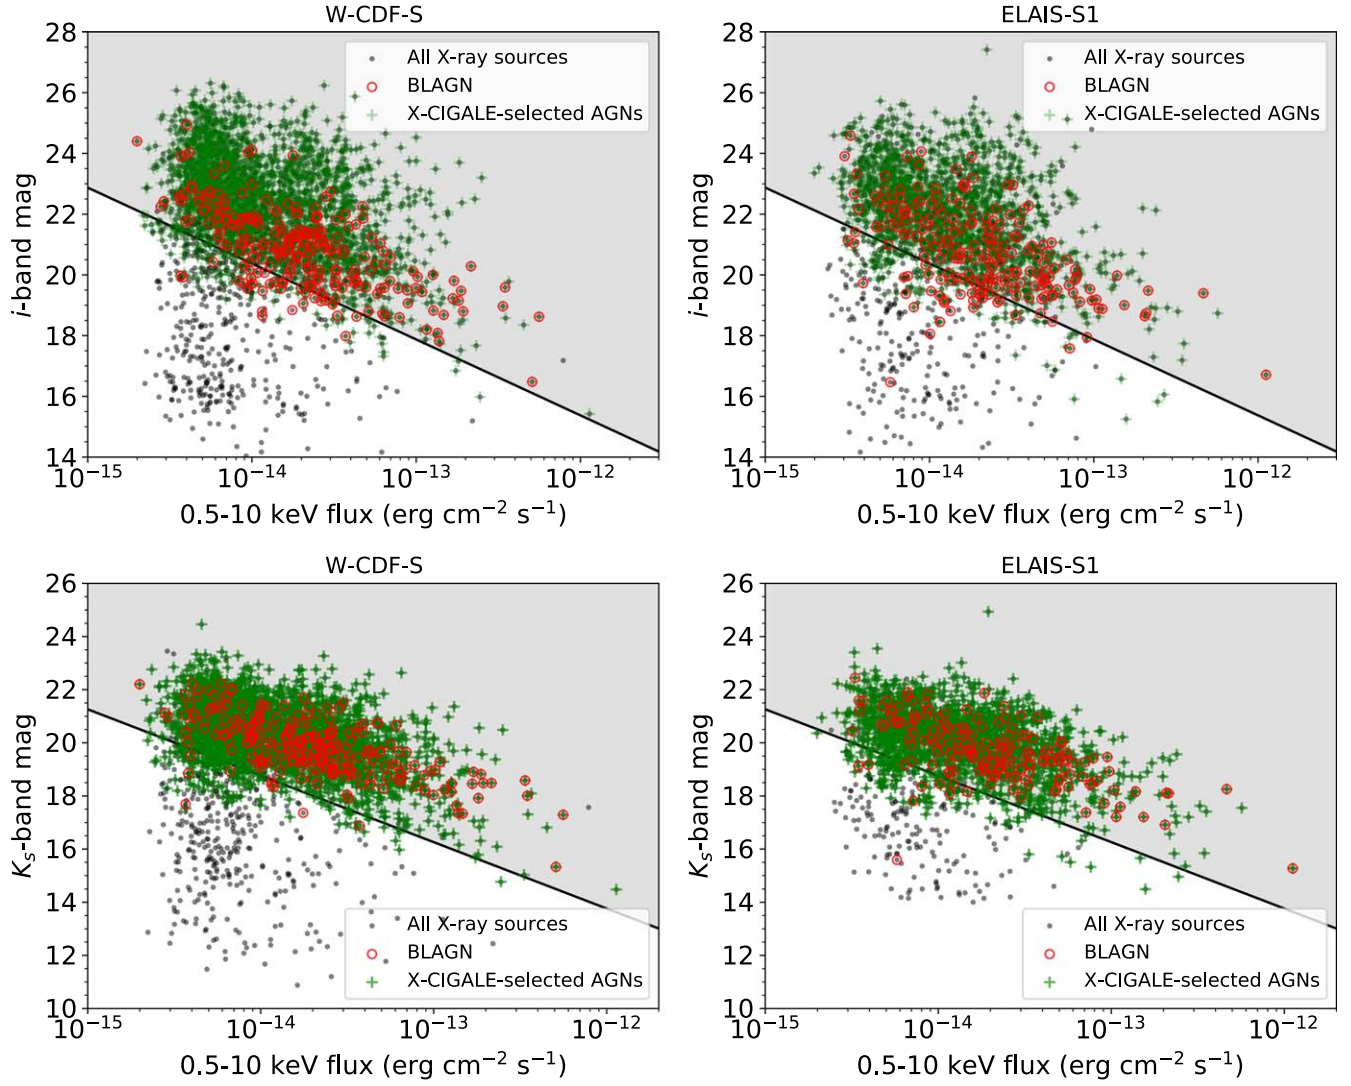 W-CDF-S
28
26
24
22
20
18
16
14
i-band mag
All X-ray sources
BLAGN
X-CIGALE-selected AGNs
10⁻¹⁵
10⁻¹⁴
10⁻¹³
10⁻¹²
0.5-10 keV flux (erg cm⁻² s⁻¹)
ELAIS-S1
28
26
24
22
20
18
16
14
i-band mag
All X-ray sources
BLAGN
X-CIGALE-selected AGNs
10⁻¹⁵
10⁻¹⁴
10⁻¹³
10⁻¹²
0.5-10 keV flux (erg cm⁻² s⁻¹)
W-CDF-S
26
24
22
20
18
16
14
12
10
Kₛ-band mag
All X-ray sources
BLAGN
X-CIGALE-selected AGNs
10⁻¹⁵
10⁻¹⁴
10⁻¹³
10⁻¹²
0.5-10 keV flux (erg cm⁻² s⁻¹)
ELAIS-S1
26
24
22
20
18
16
14
12
10
Kₛ-band mag
All X-ray sources
BLAGN
X-CIGALE-selected AGNs
10⁻¹⁵
10⁻¹⁴
10⁻¹³
10⁻¹²
0.5-10 keV flux (erg cm⁻² s⁻¹)